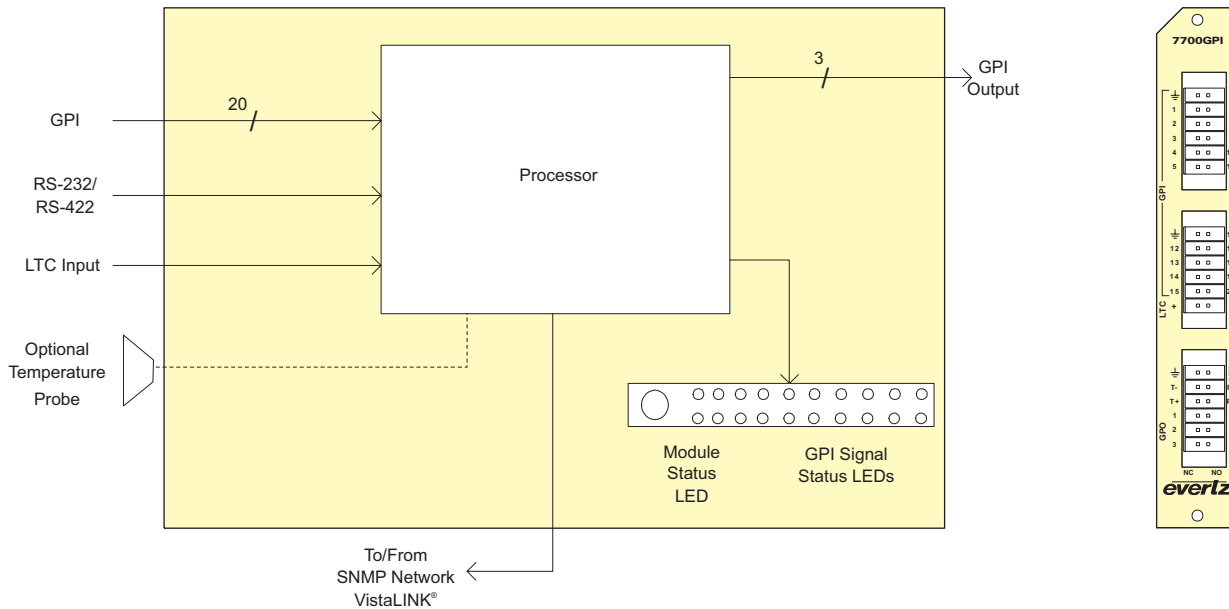 20
GPI
RS-232/
RS-422
LTC Input
Optional
Temperature
Probe
Processor
3
GPI
Output
Module
Status
LED
GPI Signal
Status LEDs
To/From
SNMP Network
VistaLINK®
7700GPI
1
2
3
4
5
GPI
12
13
14
15
LTC +
T-
T+
1
2
3
GPO
NC NO
evertz